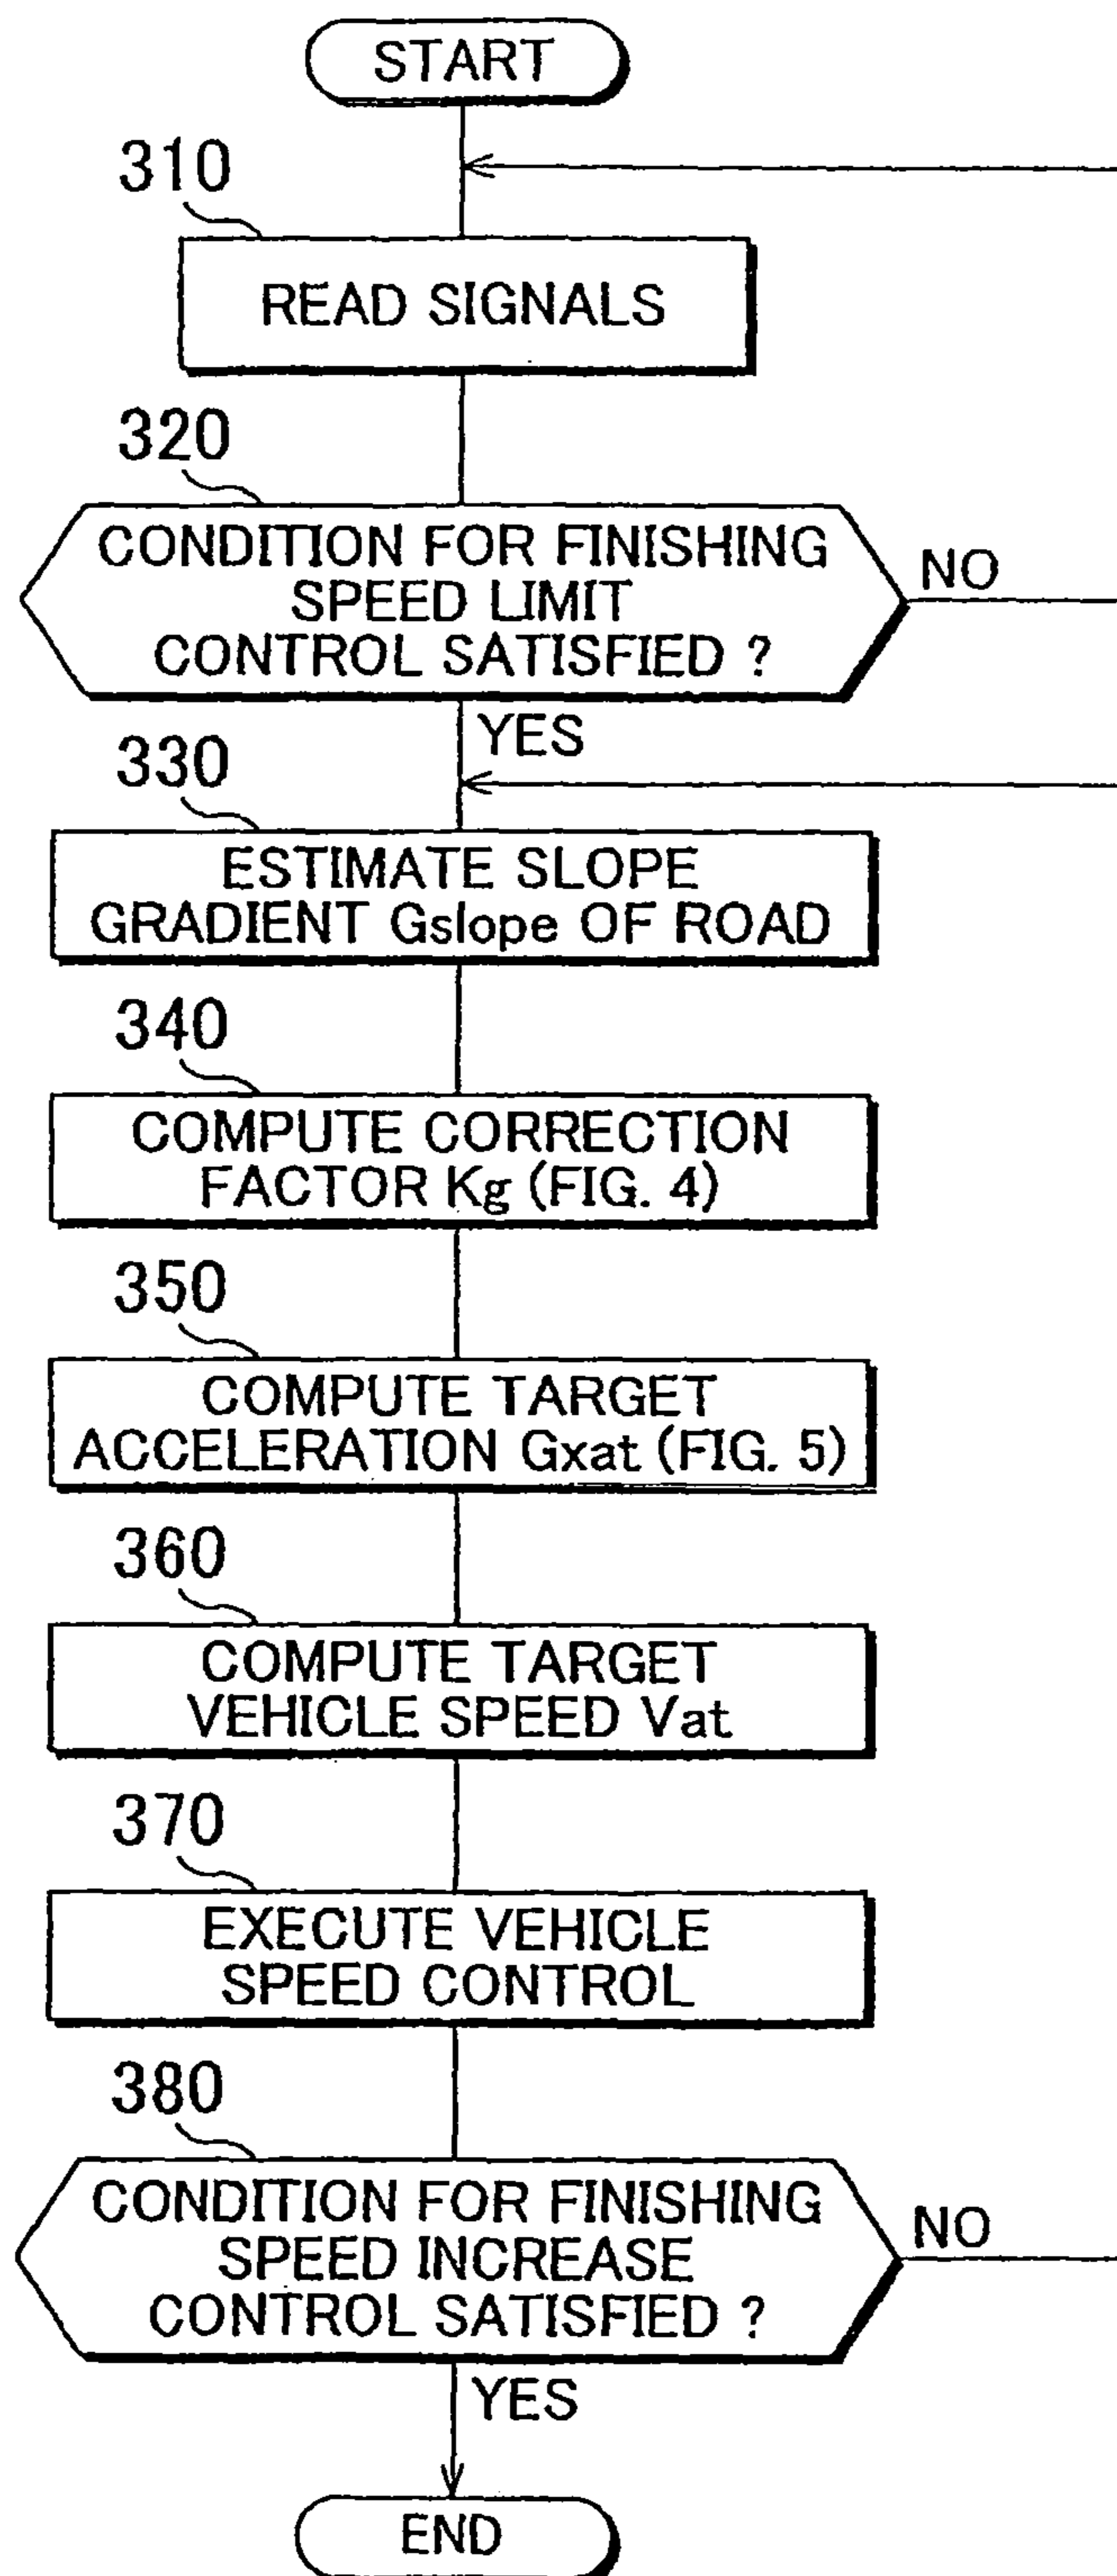 START
310
READ SIGNALS
320
CONDITION FOR FINISHING
SPEED LIMIT
CONTROL SATISFIED ?
NO
YES
330
ESTIMATE SLOPE
GRADIENT Gslope OF ROAD
340
COMPUTE CORRECTION
FACTOR Kg (FIG. 4)
350
COMPUTE TARGET
ACCELERATION Gxat (FIG. 5)
360
COMPUTE TARGET
VEHICLE SPEED Vat
370
EXECUTE VEHICLE
SPEED CONTROL
380
CONDITION FOR FINISHING
SPEED INCREASE
CONTROL SATISFIED ?
NO
YES
END